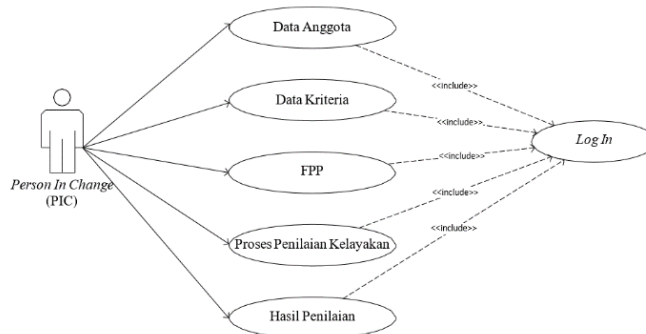 Data Anggota
<<include>>
Data Kriteria
<<include>>
Log In
<<include>>
FPP
Person In Change
(PIC)
<<include>>
Proses Penilaian Kelayakan
<<include>>
Hasil Penilaian